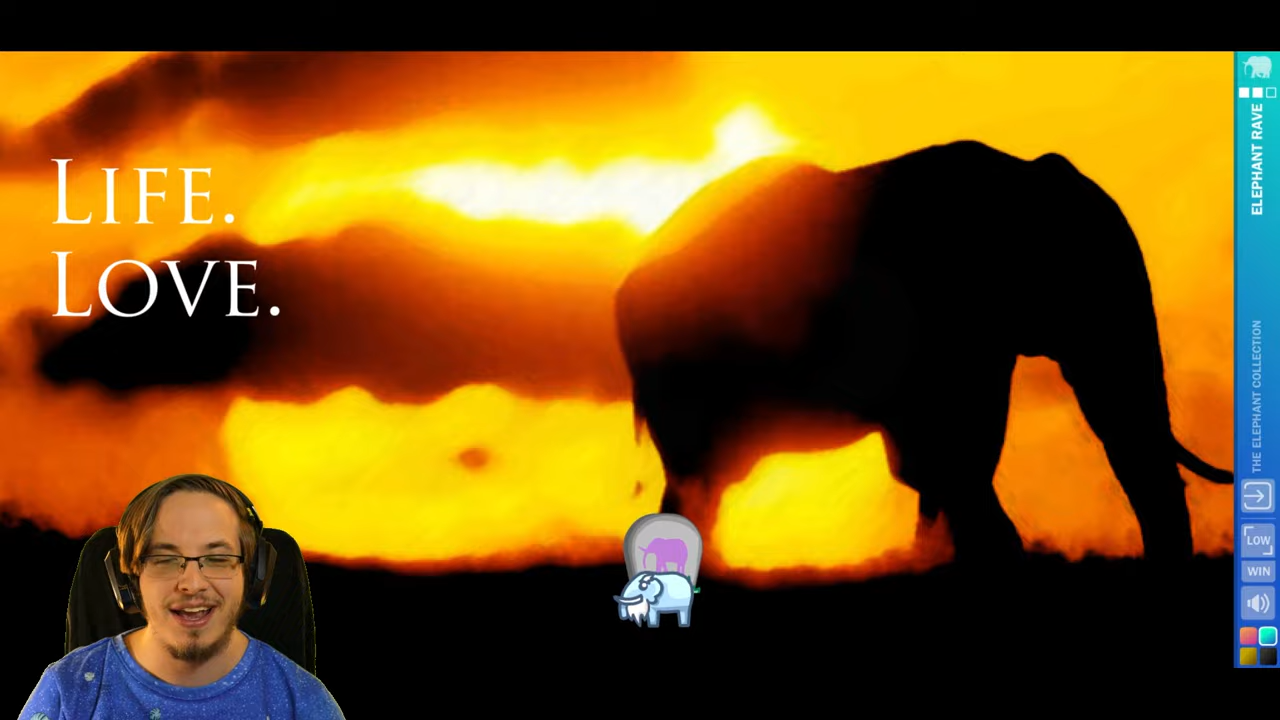 LIFE.
LOVE.
ELEPHANT RAVE
THE ELEPHANT COLLECTION
LOW
WIN